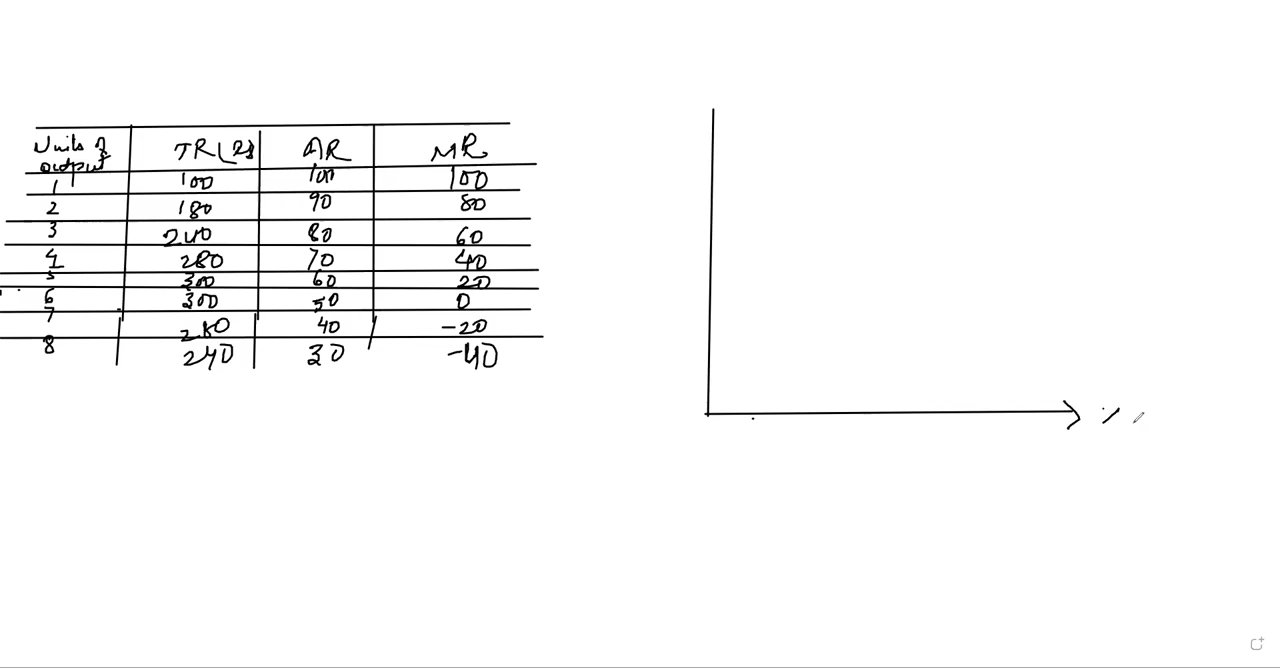 Units of TR( AR MR
output
1 100 100 100
2 180 90 80
3 240 80 60
4 280 70 40
5 300 60 20
6 300 50 0
7 280 40 -20
8 240 30 -40